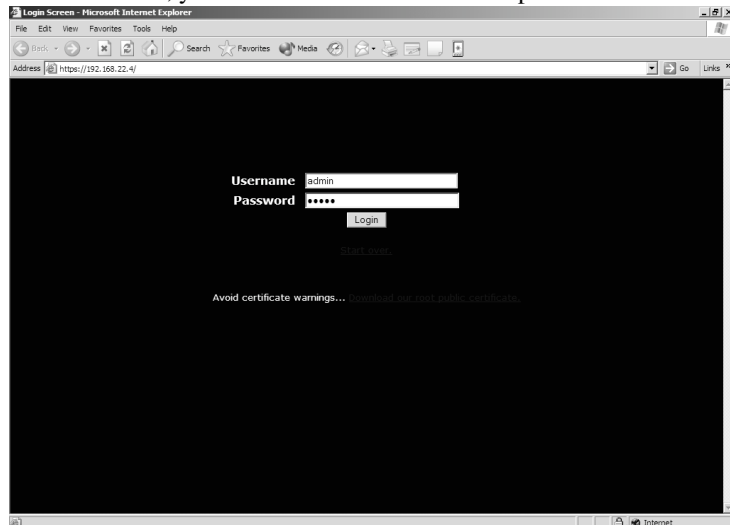 Login Screen - Microsoft Internet Explorer
File Edit View Favorites Tools Help
Back Search Favorites Media
Address https://192.168.22.4/ Go Links »
Username admin
Password •••••
Login
Start over.
Avoid certificate warnings... Download our root public certificate.
Internet